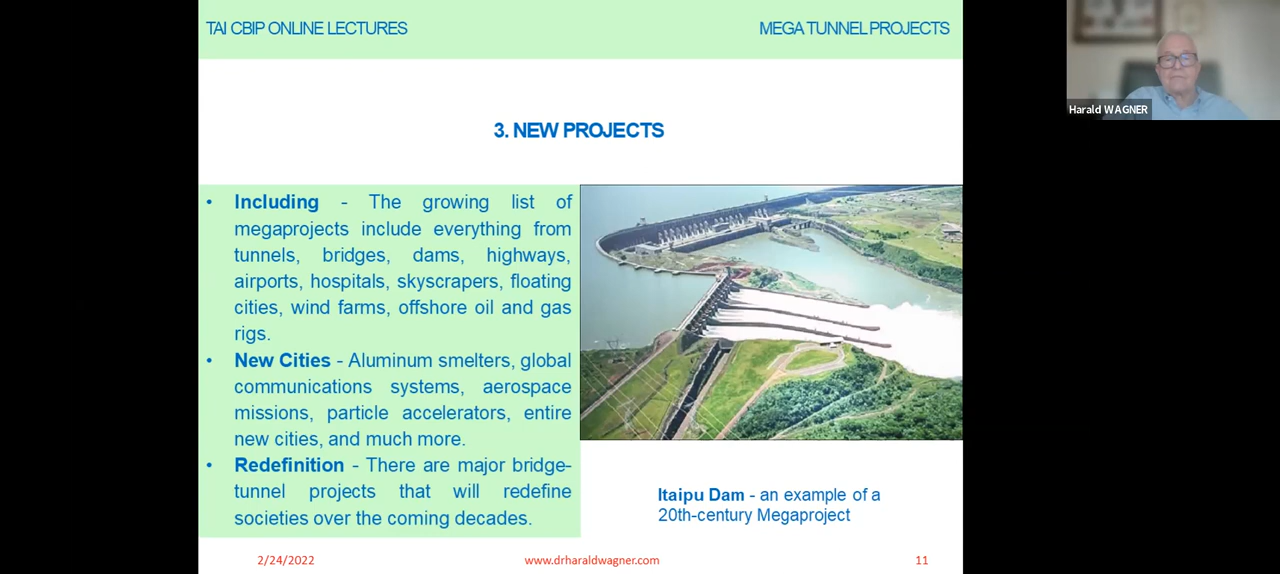 TAI CBIP ONLINE LECTURES
MEGA TUNNEL PROJECTS
Harald WAGNER
3. NEW PROJECTS
• Including - The growing list of
megaprojects include everything from
tunnels, bridges, dams, highways,
airports, hospitals, skyscrapers, floating
cities, wind farms, offshore oil and gas
rigs.
• New Cities - Aluminum smelters, global
communications systems, aerospace
missions, particle accelerators, entire
new cities, and much more.
• Redefinition - There are major bridge-
tunnel projects that will redefine
societies over the coming decades.
Itaipu Dam - an example of a
20th-century Megaproject
2/24/2022
www.drharaldwagner.com
11